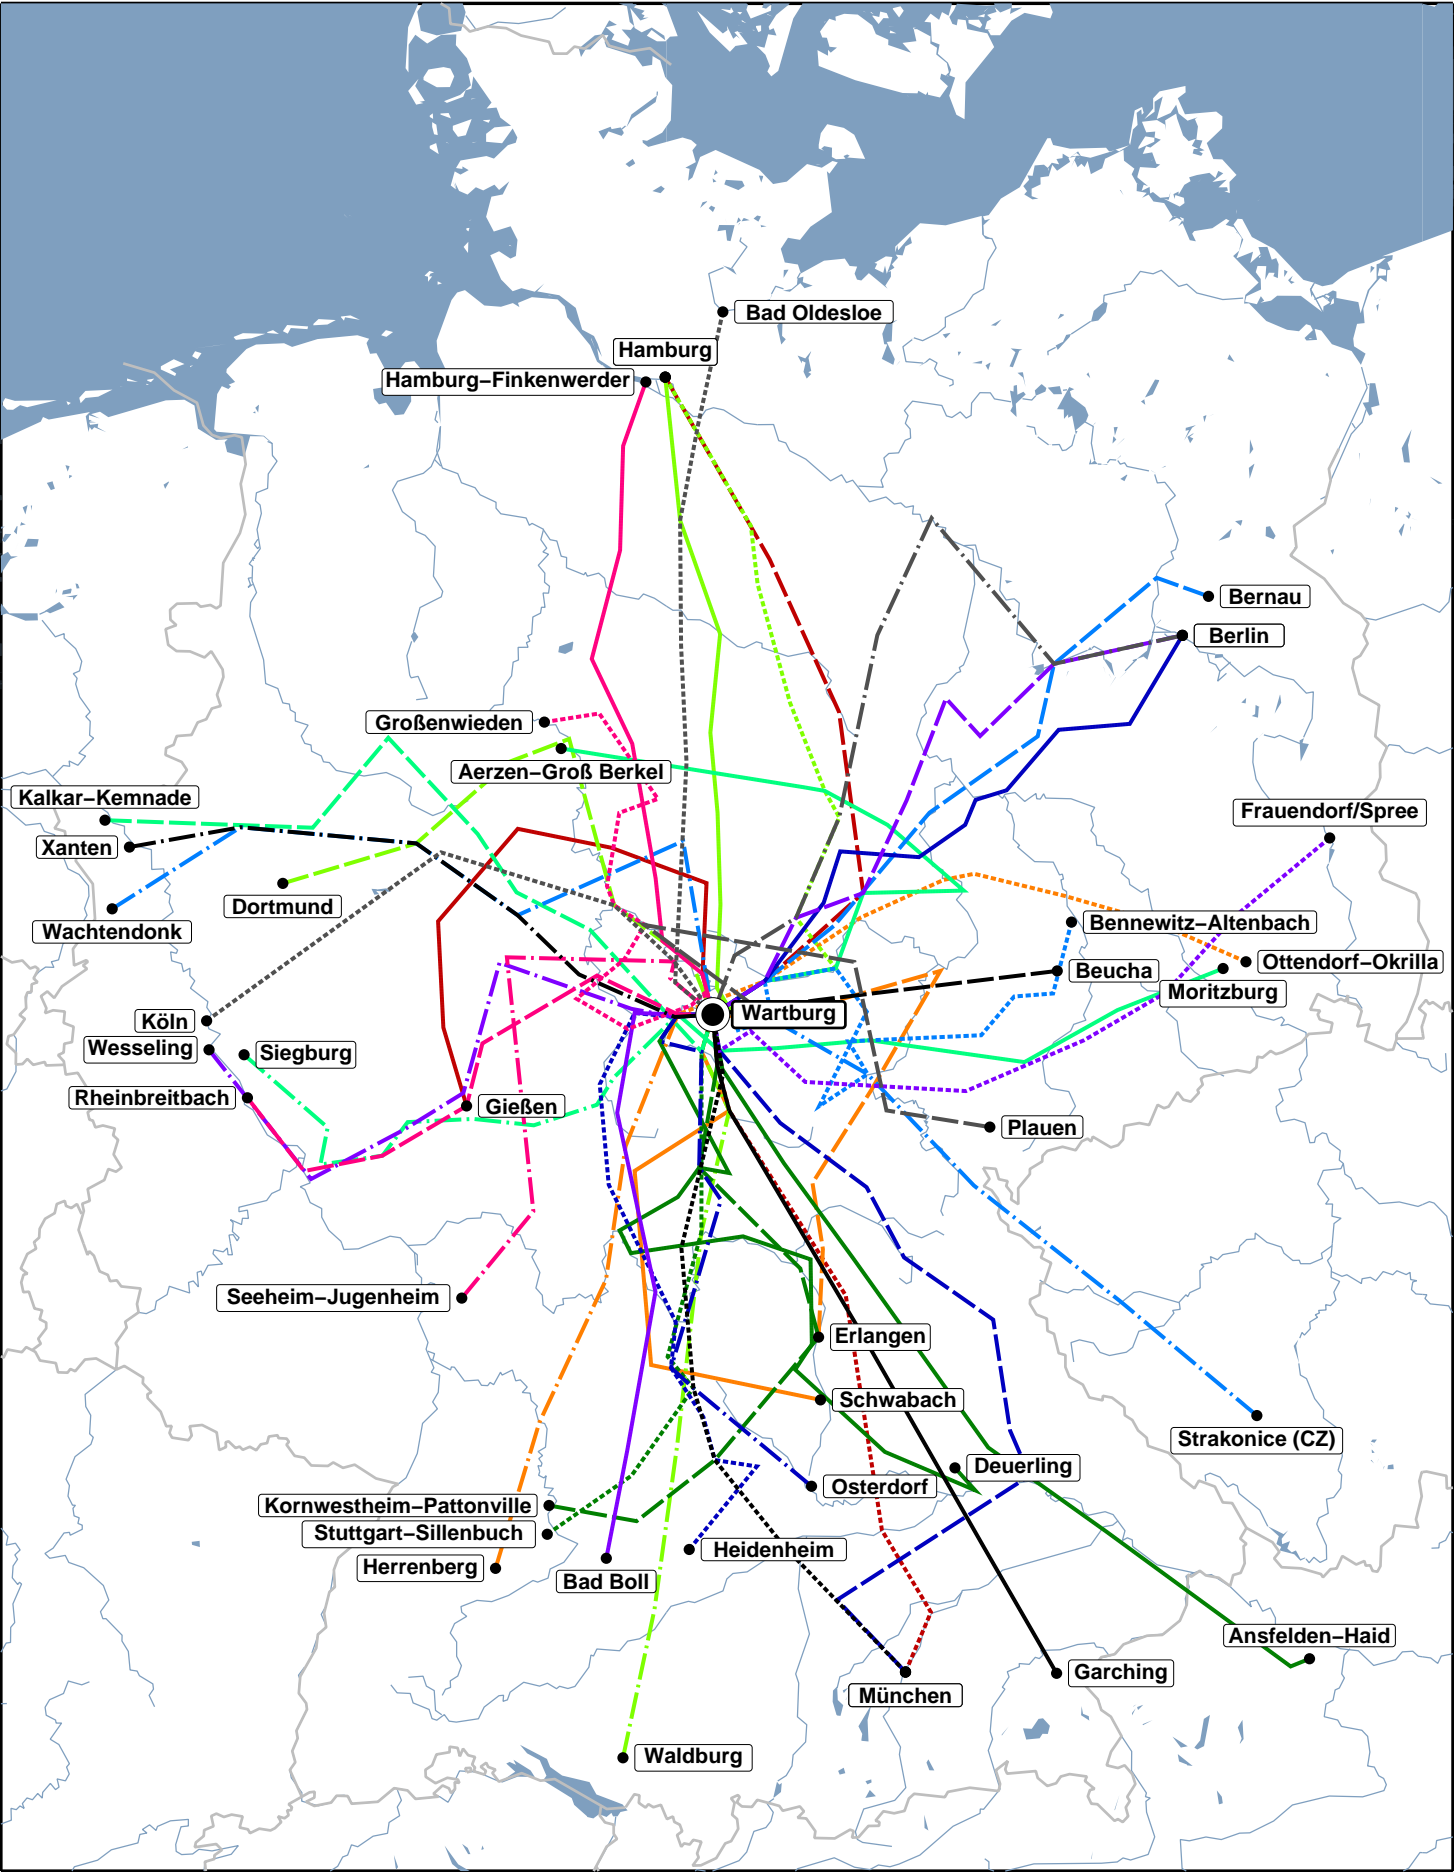 Bad Oldesloe
Hamburg
Hamburg–Finkenwerder
Bernau
Berlin
Großenwieden
Aerzen–Groß Berkel
Kalkar–Kemnade
Frauendorf/Spree
Xanten
Dortmund
Wachtendonk
Bennewitz–Altenbach
Ottendorf–Okrilla
Beucha
Moritzburg
Wartburg
Köln
Wesseling
Siegburg
Rheinbreitbach
Gießen
Plauen
Seeheim–Jugenheim
Erlangen
Schwabach
Strakonice (CZ)
Deuerling
Osterdorf
Kornwestheim–Pattonville
Stuttgart–Sillenbuch
Heidenheim
Herrenberg
Bad Boll
Ansfelden–Haid
Garching
München
Waldburg